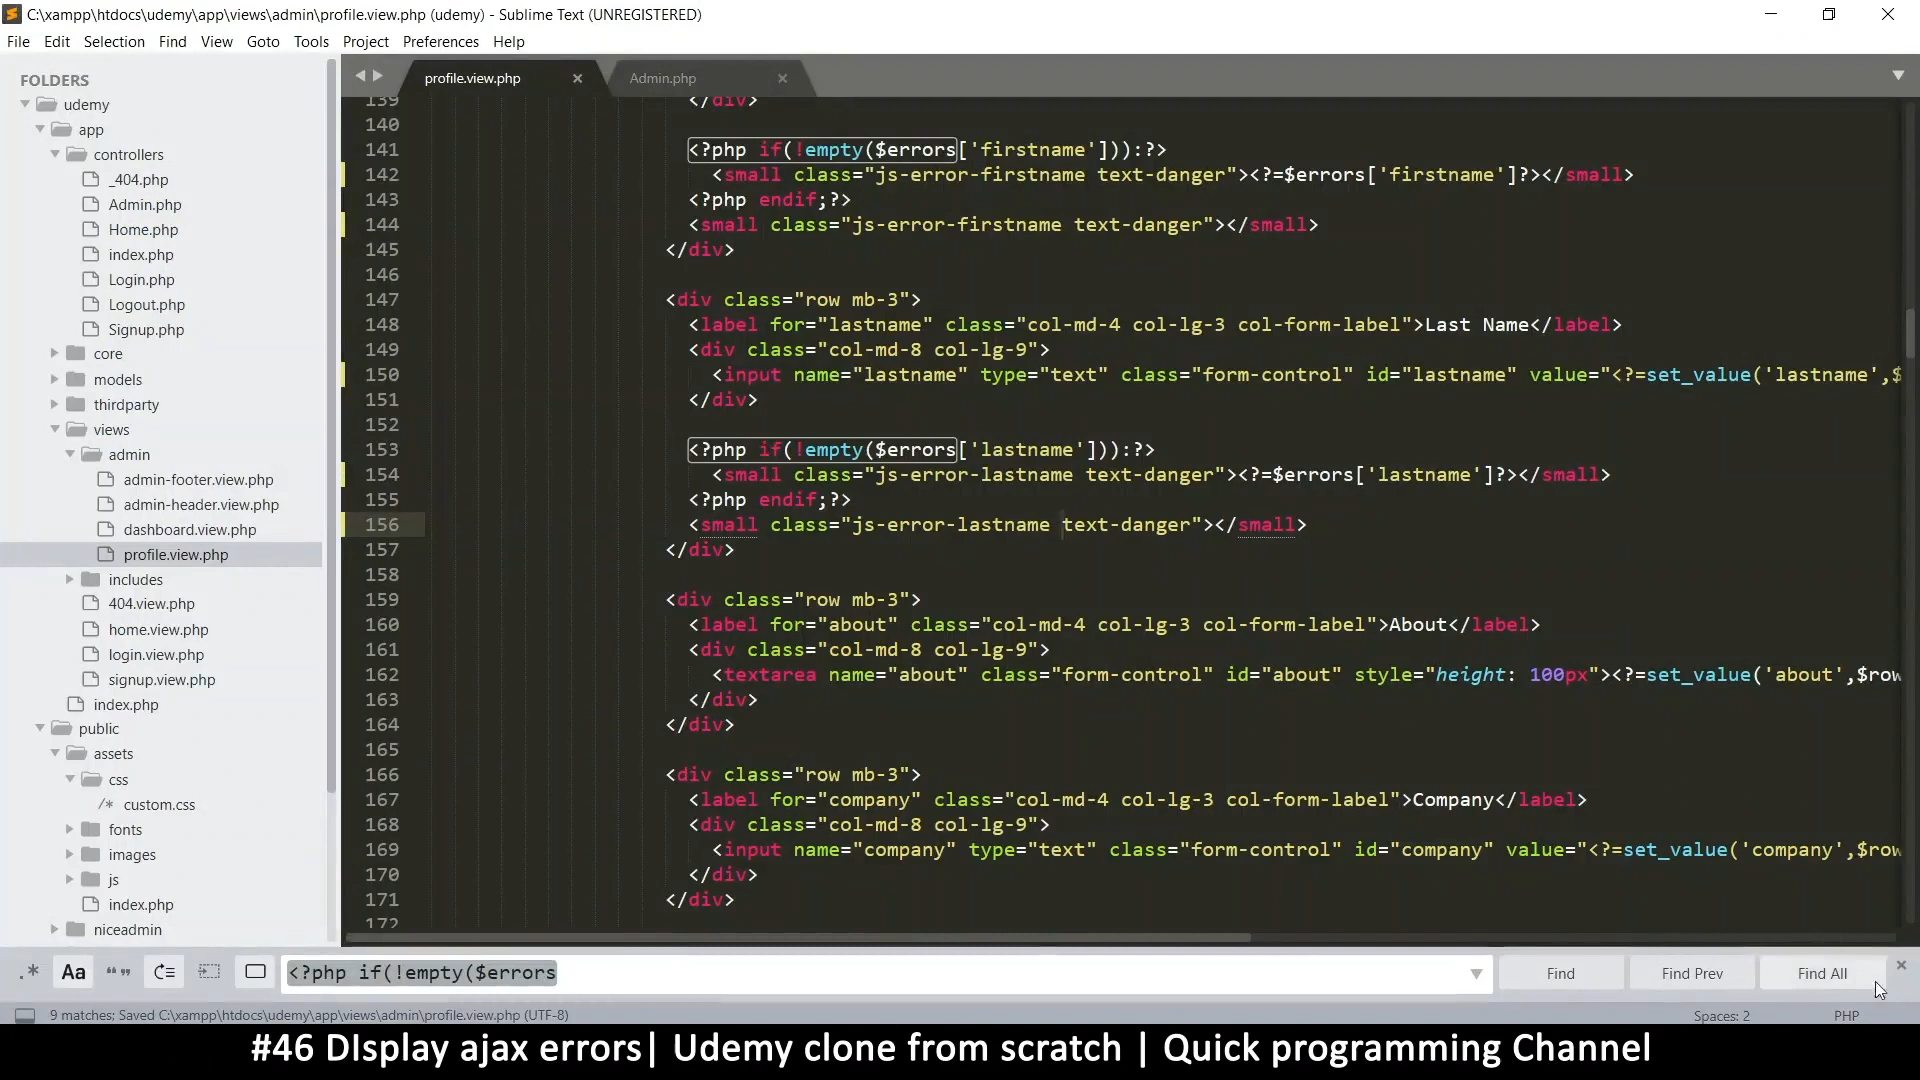 C:\xampp\htdocs\udemy\app\views\admin\profile.view.php (udemy) - Sublime Text (UNREGISTERED)
File Edit Selection Find View Goto Tools Project Preferences Help
FOLDERS
udemy
app
controllers
_404.php
Admin.php
Home.php
index.php
Login.php
Logout.php
Signup.php
core
models
thirdparty
views
admin
admin-footer.view.php
admin-header.view.php
dashboard.view.php
profile.view.php
includes
404.view.php
home.view.php
login.view.php
signup.view.php
index.php
public
assets
css
/* custom.css
fonts
images
js
index.php
niceadmin
profile.view.php Admin.php
139 </div>
140
141 <?php if(!empty($errors['firstname'])):?>
142 <small class="js-error-firstname text-danger"><?=$errors['firstname']?></small>
143 <?php endif;?>
144 <small class="js-error-firstname text-danger"></small>
145 </div>
146
147 <div class="row mb-3">
148 <label for="lastname" class="col-md-4 col-lg-3 col-form-label">Last Name</label>
149 <div class="col-md-8 col-lg-9">
150 <input name="lastname" type="text" class="form-control" id="lastname" value="<?=set_value('lastname',$
151 </div>
152
153 <?php if(!empty($errors['lastname'])):?>
154 <small class="js-error-lastname text-danger"><?=$errors['lastname']?></small>
155 <?php endif;?>
156 <small class="js-error-lastname text-danger"></small>
157 </div>
158
159 <div class="row mb-3">
160 <label for="about" class="col-md-4 col-lg-3 col-form-label">About</label>
161 <div class="col-md-8 col-lg-9">
162 <textarea name="about" class="form-control" id="about" style="height: 100px"><?=set_value('about',$row
163 </div>
164 </div>
165
166 <div class="row mb-3">
167 <label for="company" class="col-md-4 col-lg-3 col-form-label">Company</label>
168 <div class="col-md-8 col-lg-9">
169 <input name="company" type="text" class="form-control" id="company" value="<?=set_value('company',$row
170 </div>
171 </div>
172
.* Aa “” <?php if(!empty($errors Find Find Prev Find All
9 matches; Saved C:\xampp\htdocs\udemy\app\views\admin\profile.view.php (UTF-8) Spaces: 2 PHP
#46 DIsplay ajax errors| Udemy clone from scratch | Quick programming Channel